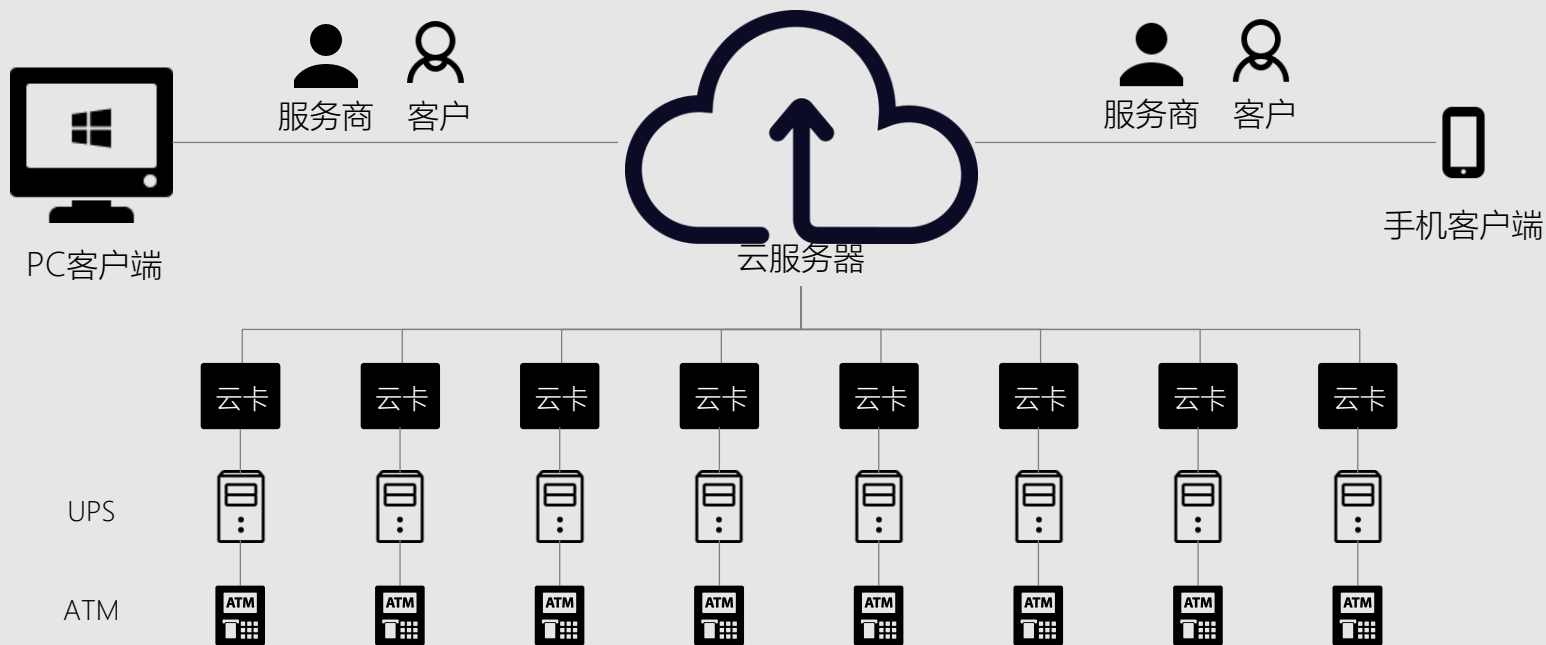 服务商 客户
服务商 客户
PC客户端
云服务器
手机客户端
云卡 云卡 云卡 云卡 云卡 云卡 云卡 云卡
UPS
ATM ATM ATM ATM ATM ATM ATM ATM
ATM